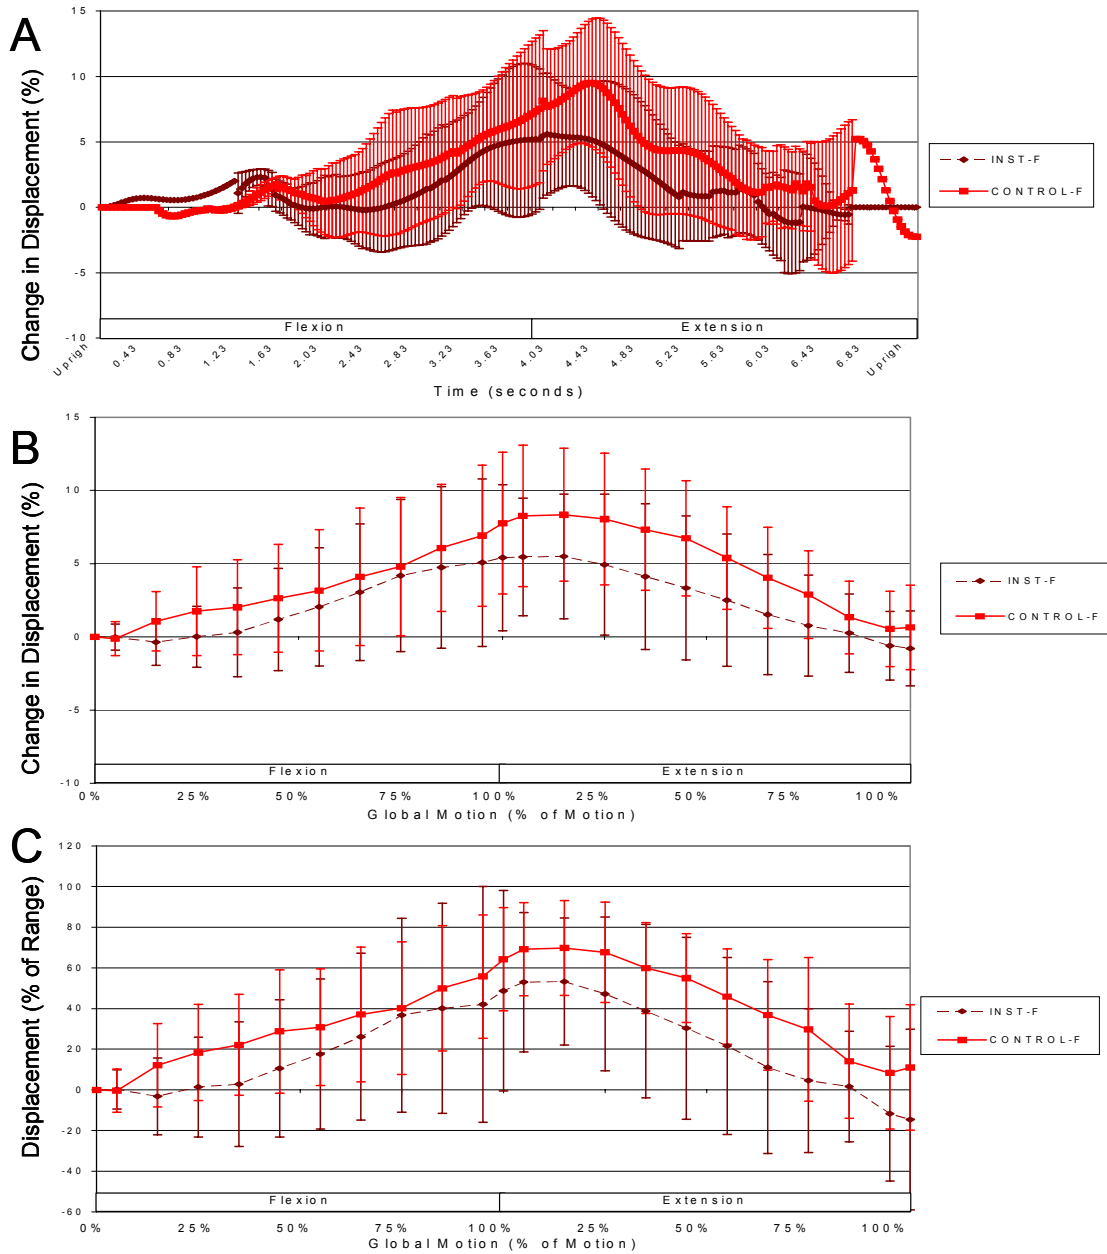 A
Change in Displacement (%)
15
10
5
0
-5
-10
Flexion
Extension
Uprigh
0.43
0.83
1.23
1.63
2.03
2.43
2.83
3.23
3.63
4.03
4.43
4.83
5.23
5.63
6.03
6.43
6.83
Uprigh
Time (seconds)
INST-F
CONTROL-F
B
Change in Displacement (%)
15
10
5
0
-5
-10
Flexion
Extension
0%
25%
50%
75%
100%
25%
50%
75%
100%
Global Motion (% of Motion)
INST-F
CONTROL-F
C
Displacement (% of Range)
120
100
80
60
40
20
0
-20
-40
-60
Flexion
Extension
0%
25%
50%
75%
100%
25%
50%
75%
100%
Global Motion (% of Motion)
INST-F
CONTROL-F